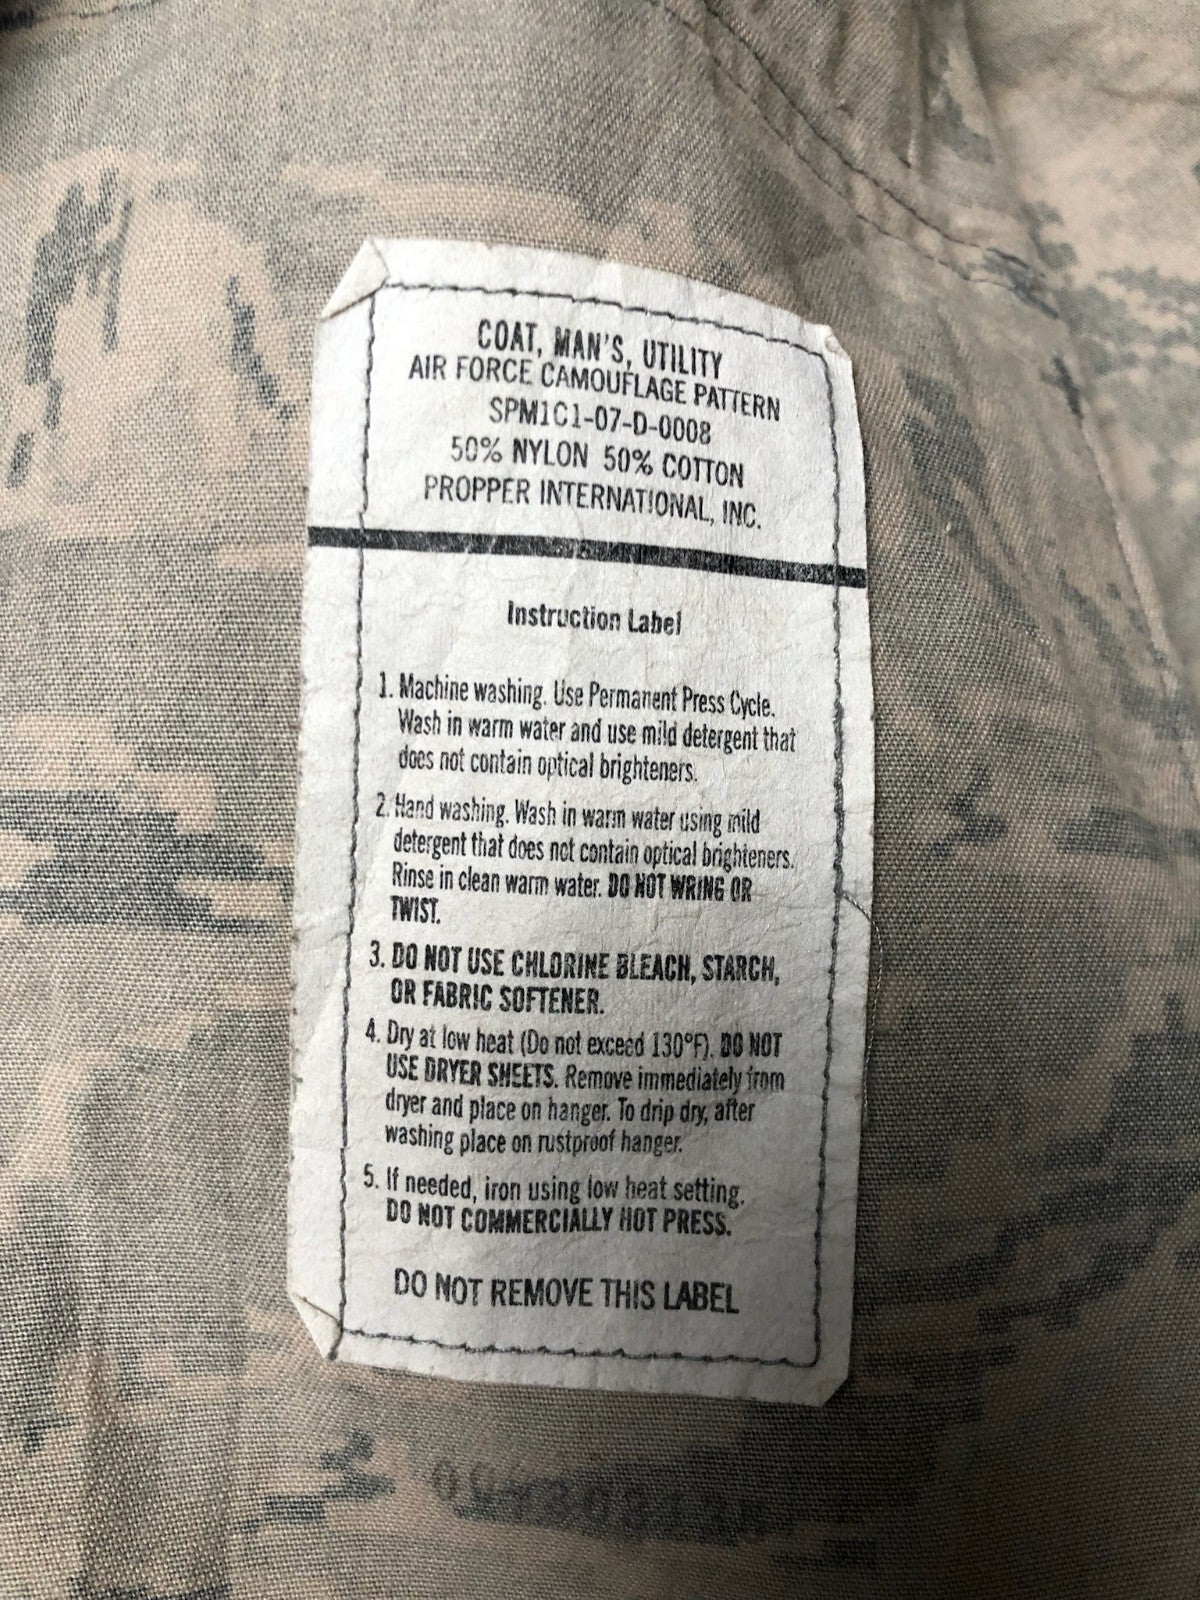 COAT, MAN'S, UTILITY
AIR FORCE CAMOUFLAGE PATTERN
SPM1C1-07-D-0008
50% NYLON 50% COTTON
PROPPER INTERNATIONAL, INC.
Instruction Label
1. Machine washing. Use Permanent Press Cycle.
Wash in warm water and use mild detergent that
does not contain optical brighteners.
2. Hand washing. Wash in warm water using mild
detergent that does not contain optical brighteners.
Rinse in clean warm water. DO NOT WRING OR
TWIST.
3. DO NOT USE CHLORINE BLEACH, STARCH,
OR FABRIC SOFTENER.
4. Dry at low heat (Do not exceed 130°F). DO NOT
USE DRYER SHEETS. Remove immediately from
dryer and place on hanger. To drip dry, after
washing place on rustproof hanger.
5. If needed, iron using low heat setting.
DO NOT COMMERCIALLY HOT PRESS.
DO NOT REMOVE THIS LABEL